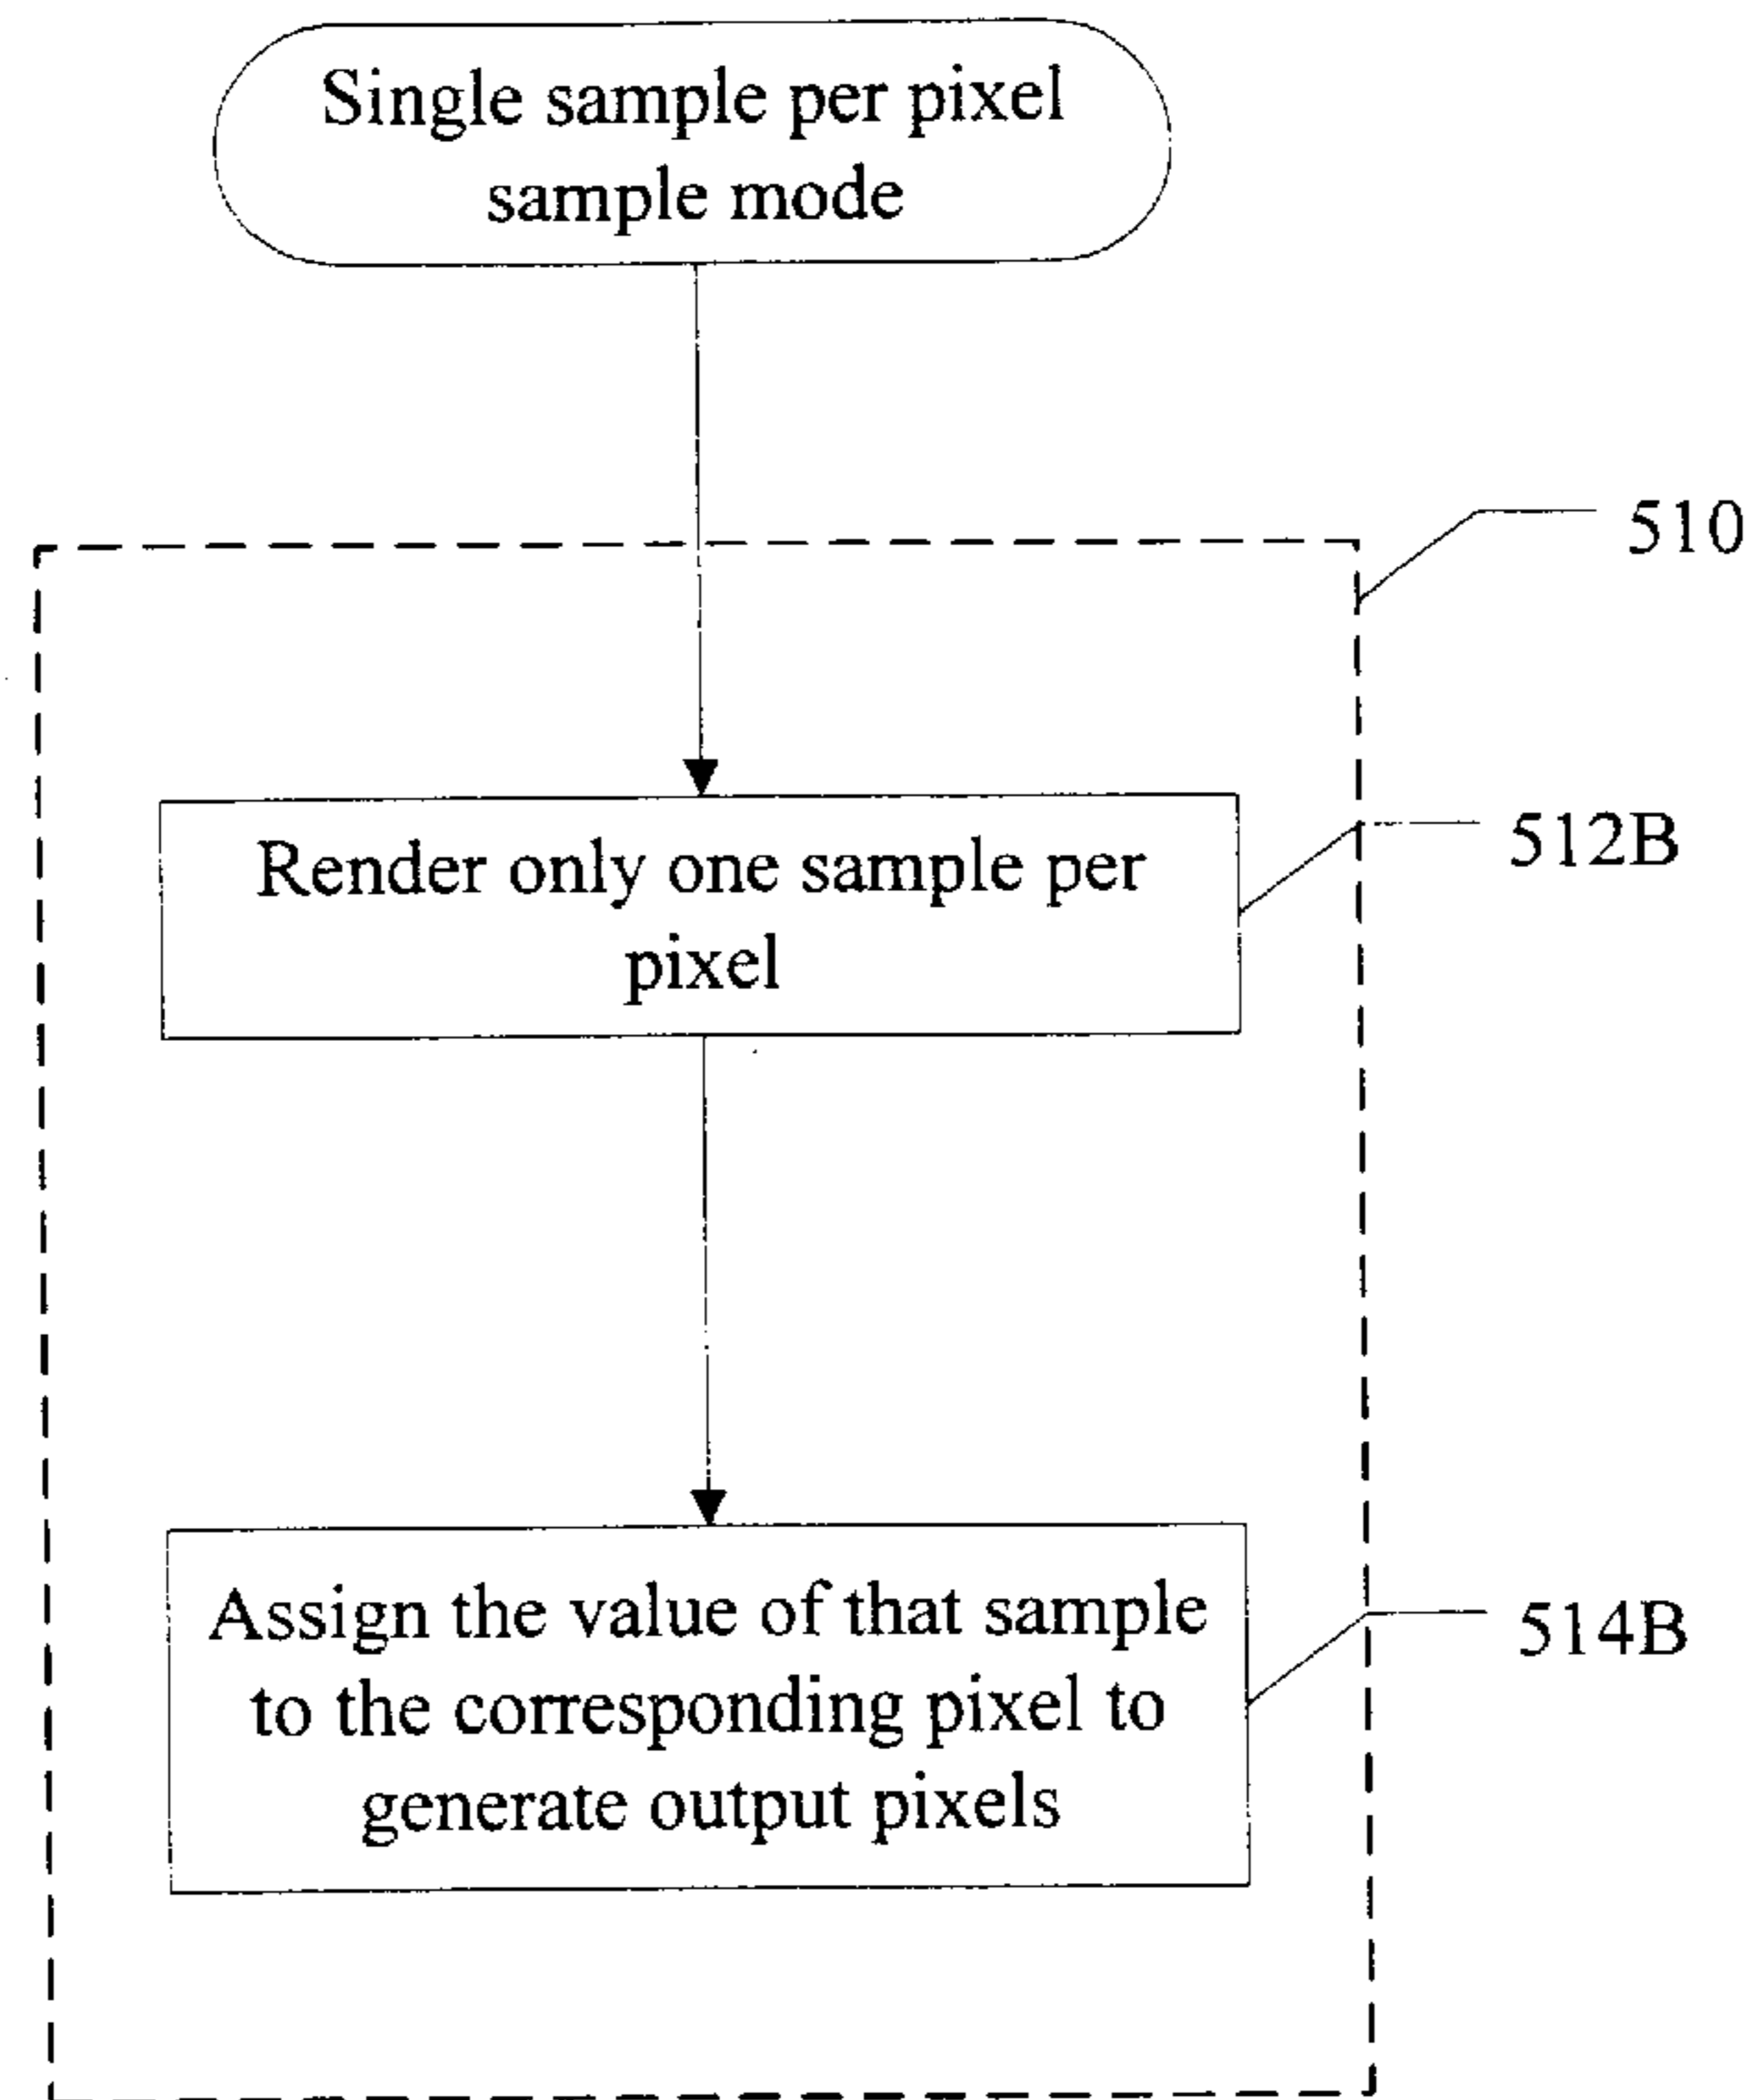 Single sample per pixel
sample mode
510
Render only one sample per
pixel
512B
Assign the value of that sample
to the corresponding pixel to
generate output pixels
514B